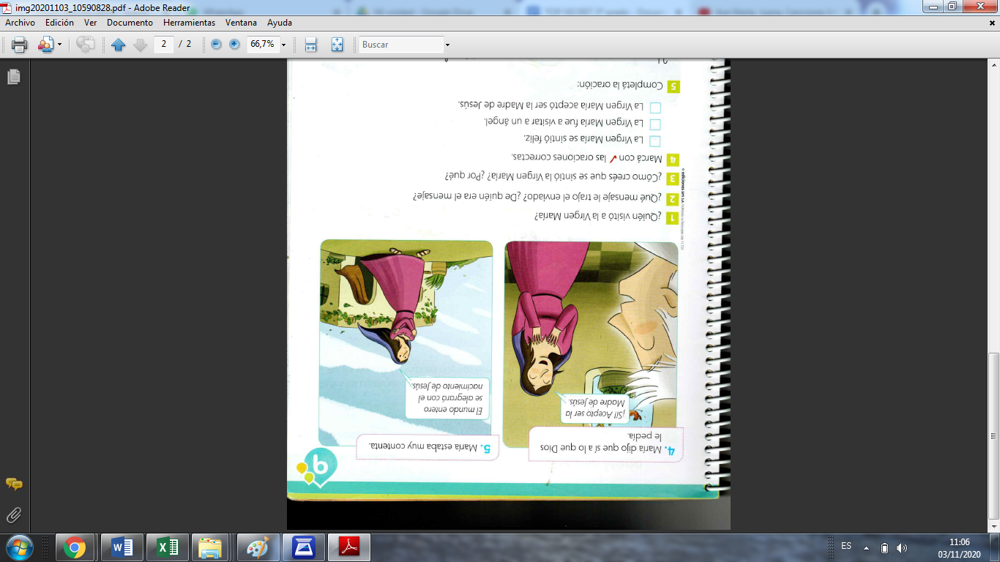 img20201103_10590828.pdf - Adobe Reader
Archivo Edición Ver Documento Herramientas Ventana Ayuda
2 / 2 66,7% Buscar
4. María dijo que sí a lo que Dios
le pedía.
¡Sí! Acepto ser la
Madre de Jesús.
5. María estaba muy contenta.
El mundo entero
se alegrará con el
nacimiento de Jesús.
1 ¿Quién visitó a la Virgen María?
2 ¿Qué mensaje le trajo el enviado? ¿De quién era el mensaje?
3 ¿Cómo creés que se sintió la Virgen María? ¿Por qué?
4 Marcá con ✓ las oraciones correctas.
La Virgen María se sintió feliz.
La Virgen María fue a visitar a un ángel.
La Virgen María aceptó ser la Madre de Jesús.
5 Completá la oración:
© ediciones sm s.a.
ES
11:06
03/11/2020